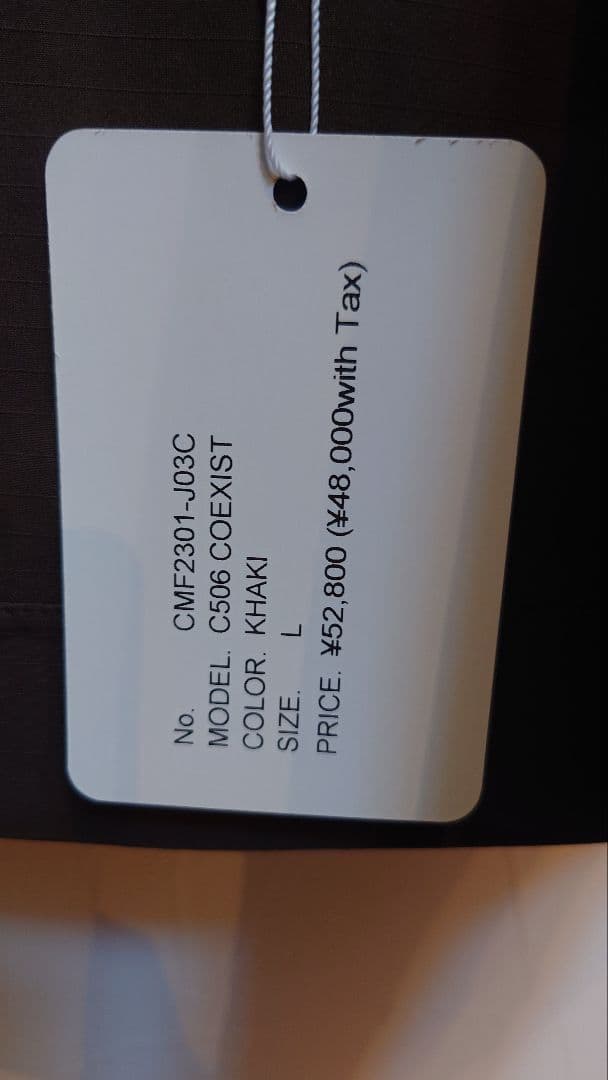 No. CMF2301-J03C
MODEL. C506 COEXIST
COLOR. KHAKI
SIZE. L
PRICE. ¥52,800 (¥48,000with Tax)